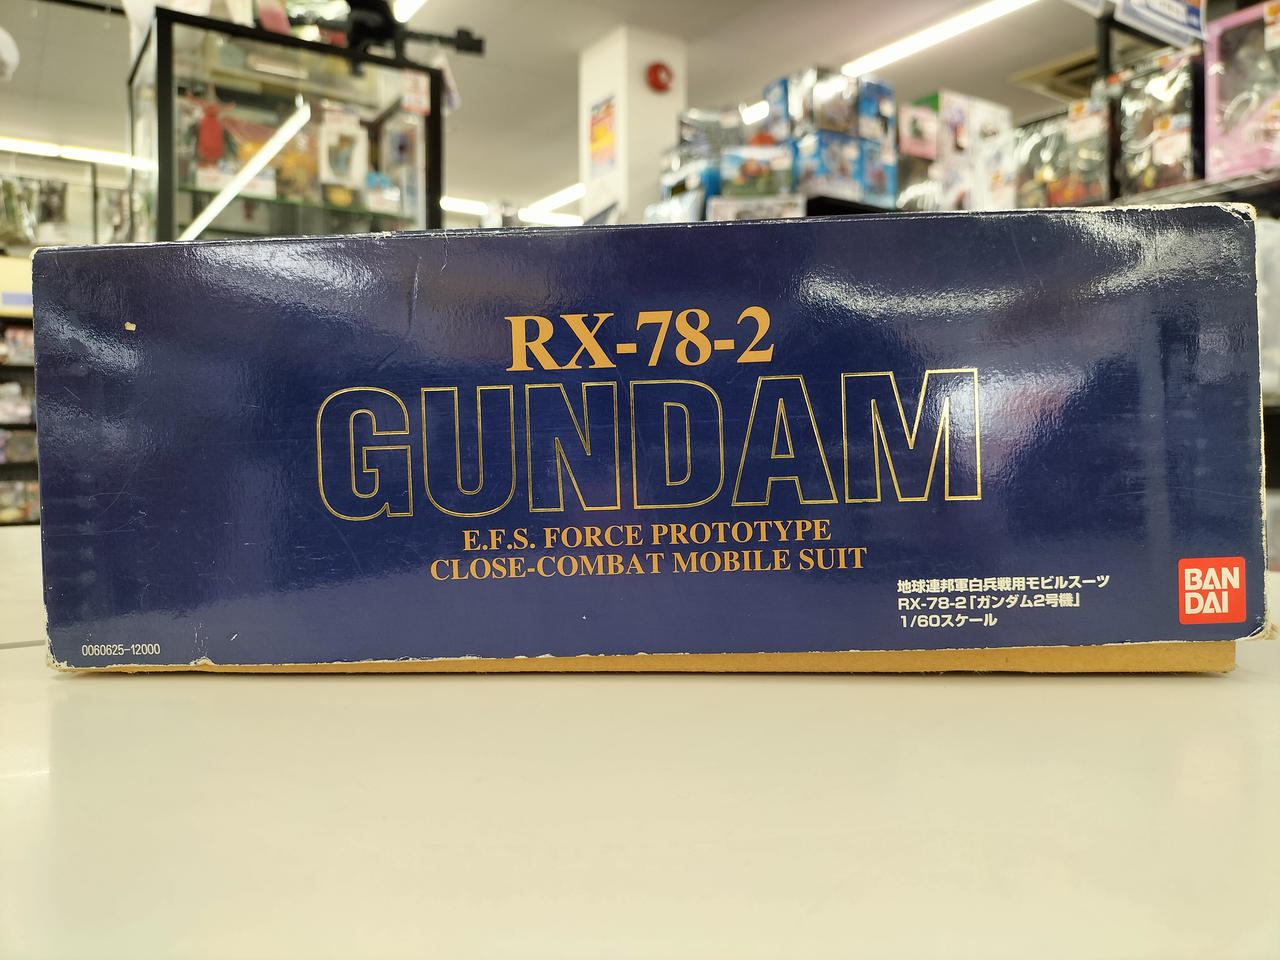 RX-78-2
GUNDAM
E.F.S. FORCE PROTOTYPE
CLOSE-COMBAT MOBILE SUIT
地球連邦軍白兵戦用モビルスーツ
RX-78-2「ガンダム2号機」
1/60スケール
BAN
DAI
0060625-12000